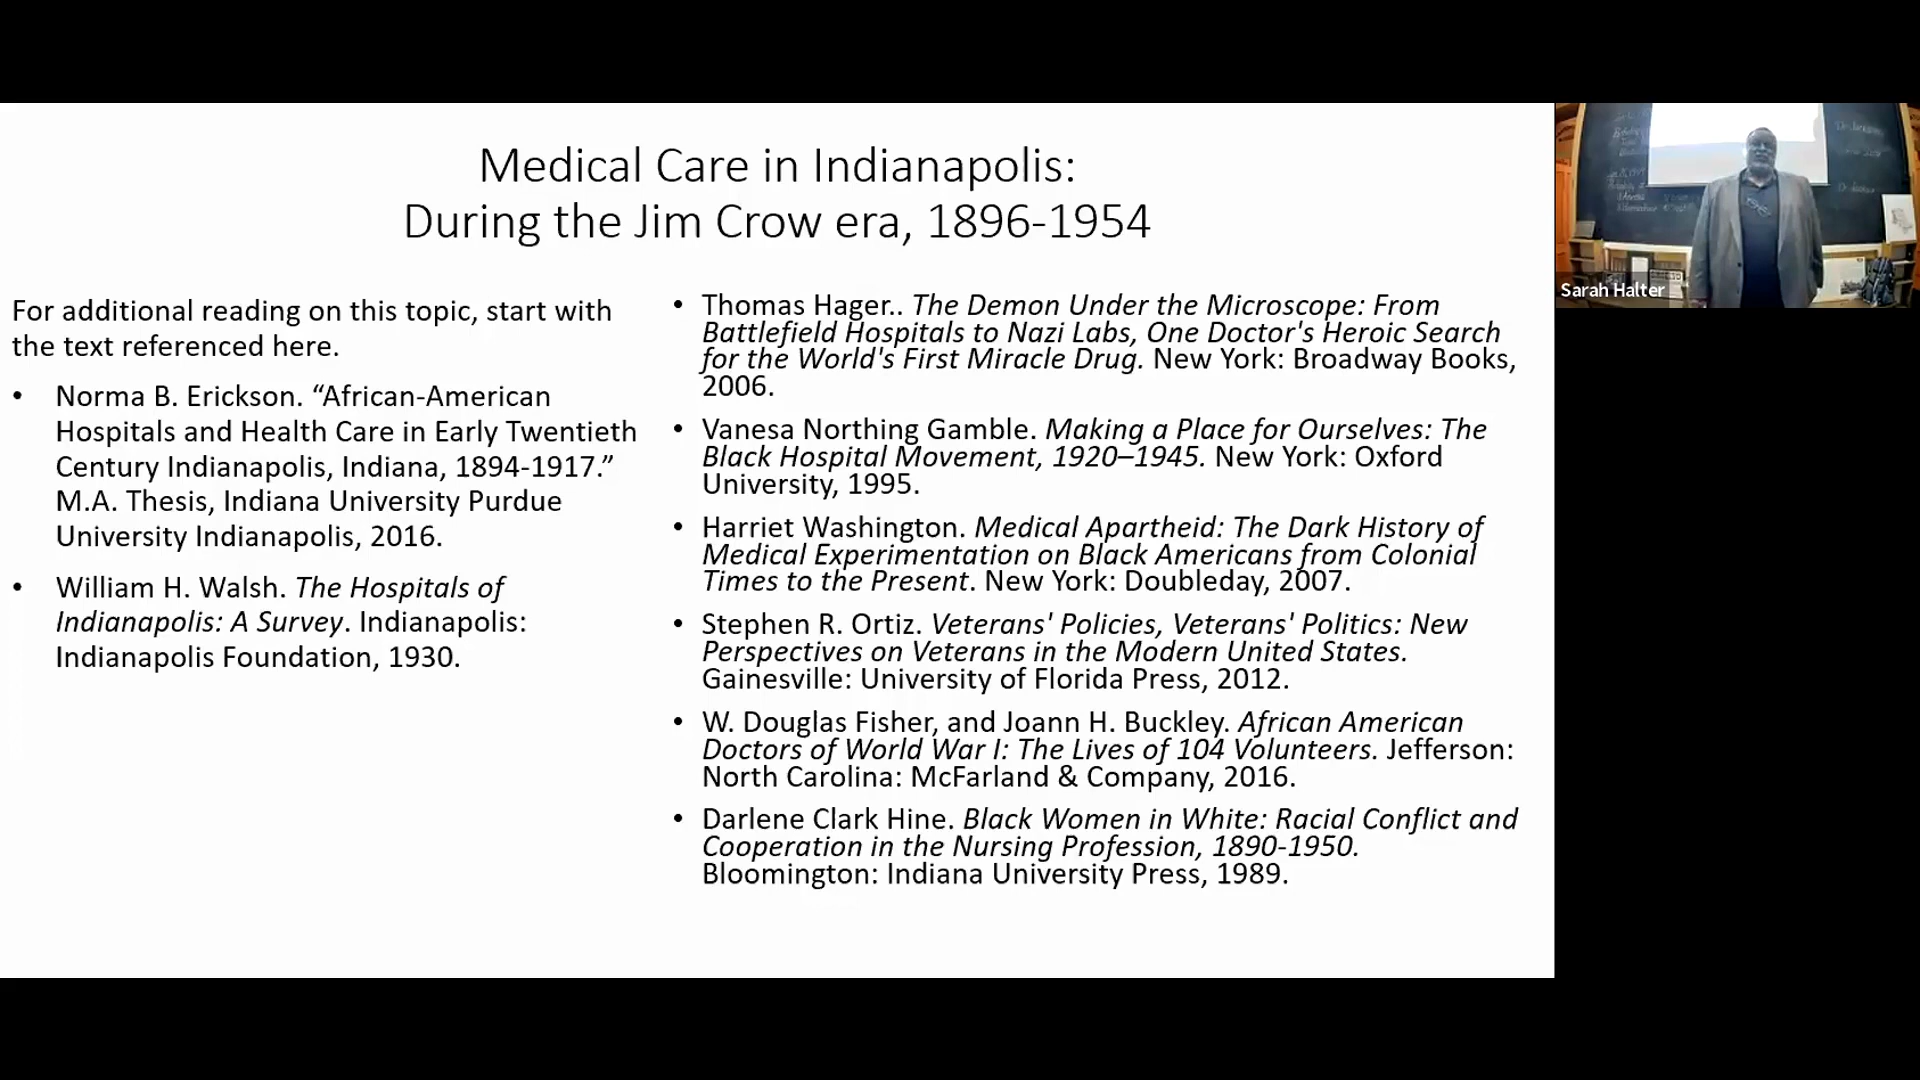 Medical Care in Indianapolis:
During the Jim Crow era, 1896-1954
For additional reading on this topic, start with
the text referenced here.
• Norma B. Erickson. “African-American
Hospitals and Health Care in Early Twentieth
Century Indianapolis, Indiana, 1894-1917.”
M.A. Thesis, Indiana University Purdue
University Indianapolis, 2016.
• William H. Walsh. The Hospitals of
Indianapolis: A Survey. Indianapolis:
Indianapolis Foundation, 1930.
• Thomas Hager.. The Demon Under the Microscope: From
Battlefield Hospitals to Nazi Labs, One Doctor's Heroic Search
for the World's First Miracle Drug. New York: Broadway Books,
2006.
• Vanesa Northing Gamble. Making a Place for Ourselves: The
Black Hospital Movement, 1920–1945. New York: Oxford
University, 1995.
• Harriet Washington. Medical Apartheid: The Dark History of
Medical Experimentation on Black Americans from Colonial
Times to the Present. New York: Doubleday, 2007.
• Stephen R. Ortiz. Veterans' Policies, Veterans' Politics: New
Perspectives on Veterans in the Modern United States.
Gainesville: University of Florida Press, 2012.
• W. Douglas Fisher, and Joann H. Buckley. African American
Doctors of World War I: The Lives of 104 Volunteers. Jefferson:
North Carolina: McFarland & Company, 2016.
• Darlene Clark Hine. Black Women in White: Racial Conflict and
Cooperation in the Nursing Profession, 1890-1950.
Bloomington: Indiana University Press, 1989.
Sarah Halter